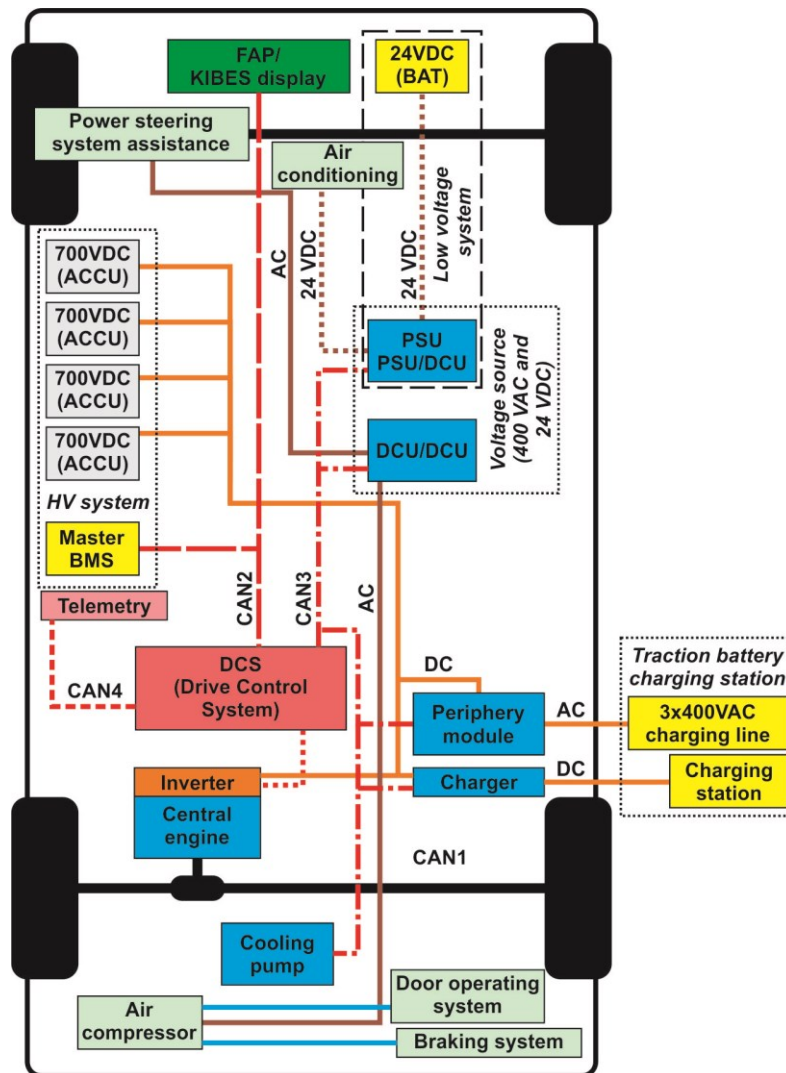 FAP/
KIBES display
24VDC
(BAT)
Power steering
system assistance
Air
conditioning
Low voltage
system
AC
24 VDC
24 VDC
700VDC
(ACCU)
700VDC
(ACCU)
700VDC
(ACCU)
700VDC
(ACCU)
HV system
Master
BMS
PSU
PSU/DCU
DCU/DCU
Voltage source
(400 VAC and
24 VDC)
Telemetry
CAN2
CAN3
AC
CAN4
DCS
(Drive Control
System)
DC
Periphery
module
AC
Traction battery
charging station
3x400VAC
charging line
Inverter
Central
engine
Charger
DC
Charging
station
CAN1
Cooling
pump
Air
compressor
Door operating
system
Braking system